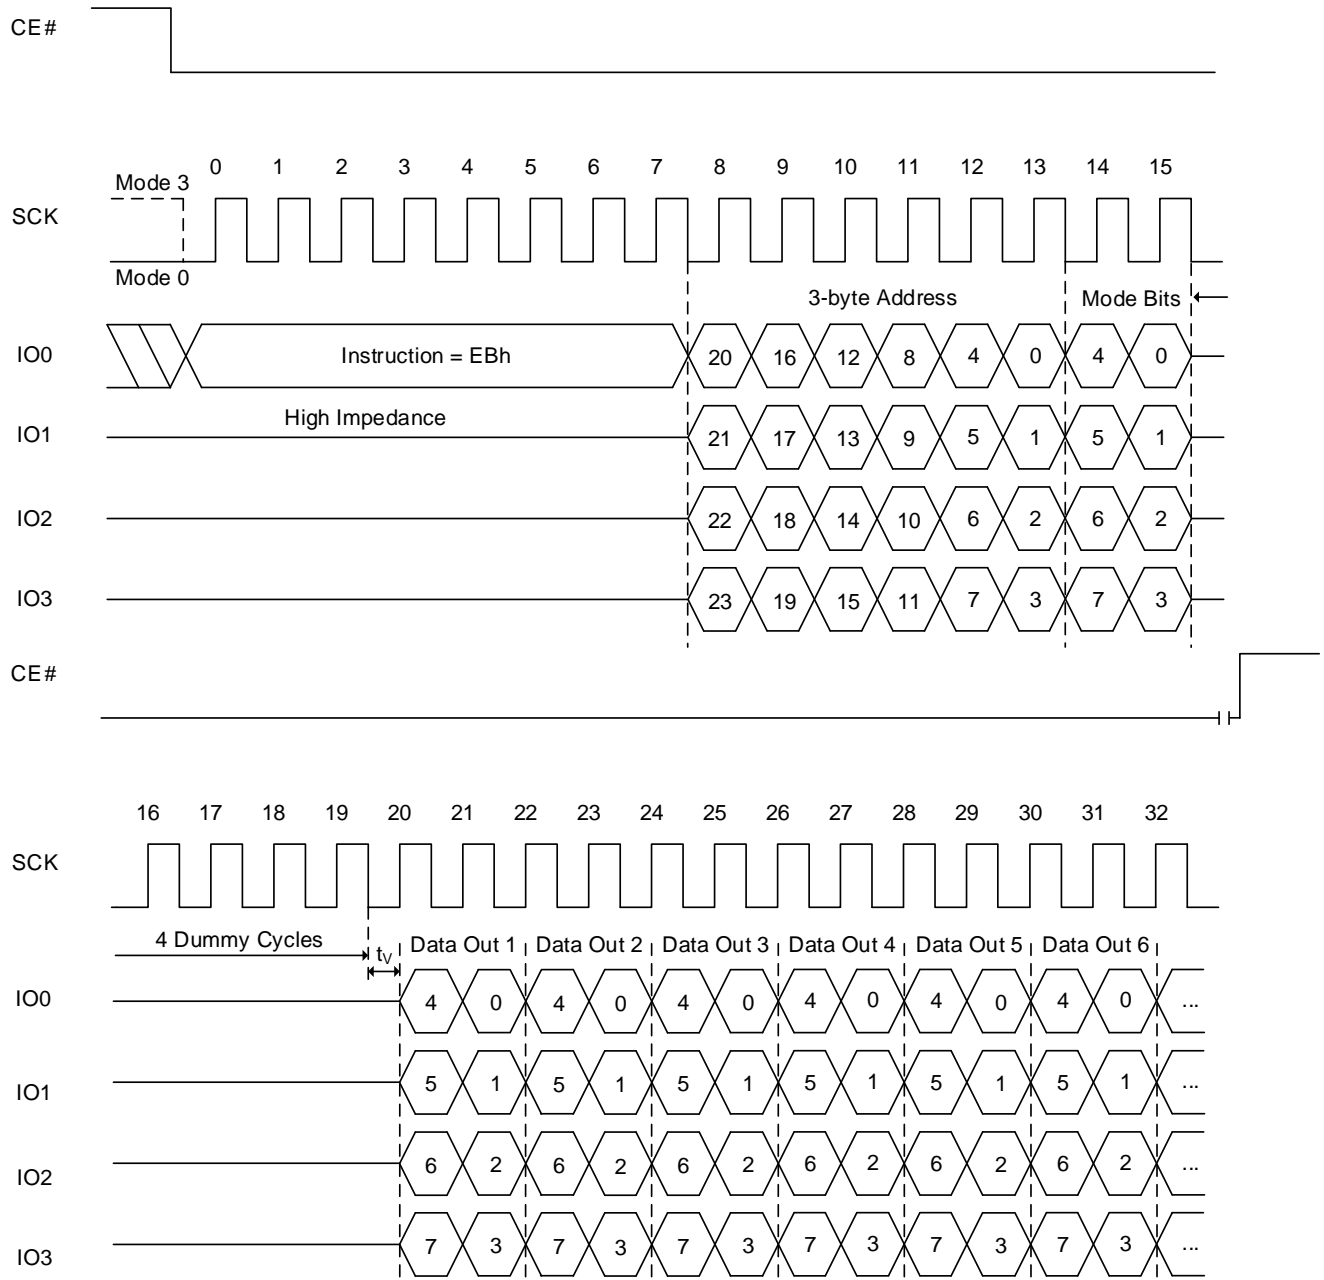 CE#
0 1 2 3 4 5 6 7 8 9 10 11 12 13 14 15
Mode 3
SCK
Mode 0
3-byte Address Mode Bits
IO0 Instruction = EBh 20 16 12 8 4 0 4 0
High Impedance
IO1 21 17 13 9 5 1 5 1
IO2 22 18 14 10 6 2 6 2
IO3 23 19 15 11 7 3 7 3
CE#
16 17 18 19 20 21 22 23 24 25 26 27 28 29 30 31 32
SCK
4 Dummy Cycles tV Data Out 1 Data Out 2 Data Out 3 Data Out 4 Data Out 5 Data Out 6
IO0 4 0 4 0 4 0 4 0 4 0 4 0 ...
IO1 5 1 5 1 5 1 5 1 5 1 5 1 ...
IO2 6 2 6 2 6 2 6 2 6 2 6 2 ...
IO3 7 3 7 3 7 3 7 3 7 3 7 3 ...